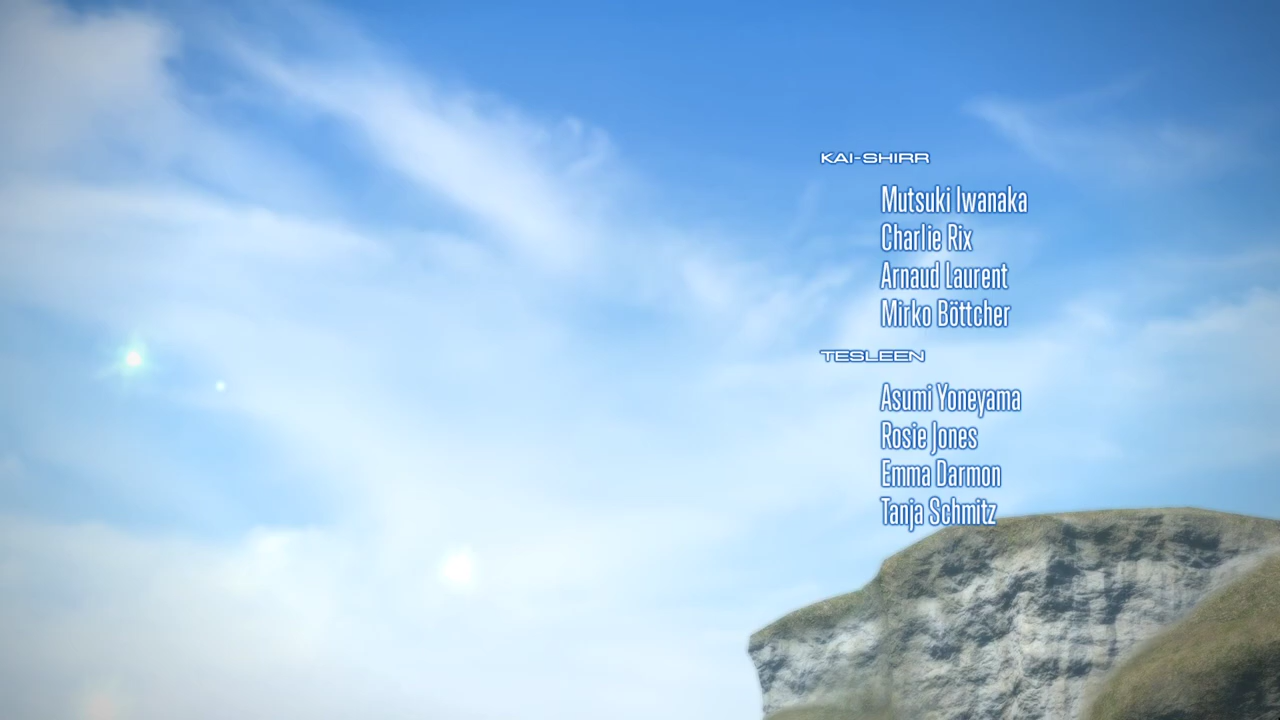 KAI-SHIRR
Mutsuki Iwanaka
Charlie Rix
Arnaud Laurent
Mirko Böttcher
TESLEEN
Asumi Yoneyama
Rosie Jones
Emma Darmon
Tanja Schmitz